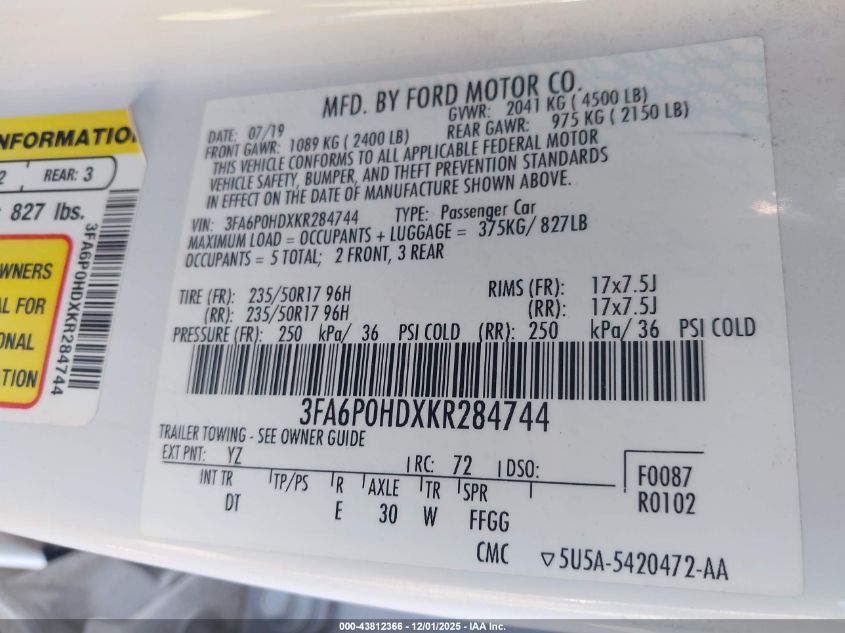 MFD. BY FORD MOTOR CO.
DATE: 07/19 GVWR: 2041 KG ( 4500 LB)
FRONT GAWR: 1089 KG ( 2400 LB) REAR GAWR: 975 KG ( 2150 LB)
THIS VEHICLE CONFORMS TO ALL APPLICABLE FEDERAL MOTOR
VEHICLE SAFETY, BUMPER, AND THEFT PREVENTION STANDARDS
IN EFFECT ON THE DATE OF MANUFACTURE SHOWN ABOVE.
VIN: 3FA6P0HDXKR284744 TYPE: Passenger Car
MAXIMUM LOAD = OCCUPANTS + LUGGAGE = 375KG/ 827LB
OCCUPANTS = 5 TOTAL; 2 FRONT, 3 REAR
TIRE (FR): 235/50R17 96H RIMS (FR): 17x7.5J
(RR): 235/50R17 96H (RR): 17x7.5J
PRESSURE (FR): 250 kPa/ 36 PSI COLD (RR): 250 kPa/ 36 PSI COLD
3FA6P0HDXKR284744
TRAILER TOWING - SEE OWNER GUIDE
EXT PNT: YZ RC: 72 DSO:
INT TR TP/PS R AXLE TR SPR
DT E 30 W FFGG
F0087
R0102
CMC ▽5U5A-5420472-AA
NFORMATIO
2 REAR: 3
827 lbs.
WNERS
AL FOR
ONAL
TION
3FA6P0HDXKR284744
000-43812366 - 12/01/2025 - IAA Inc.